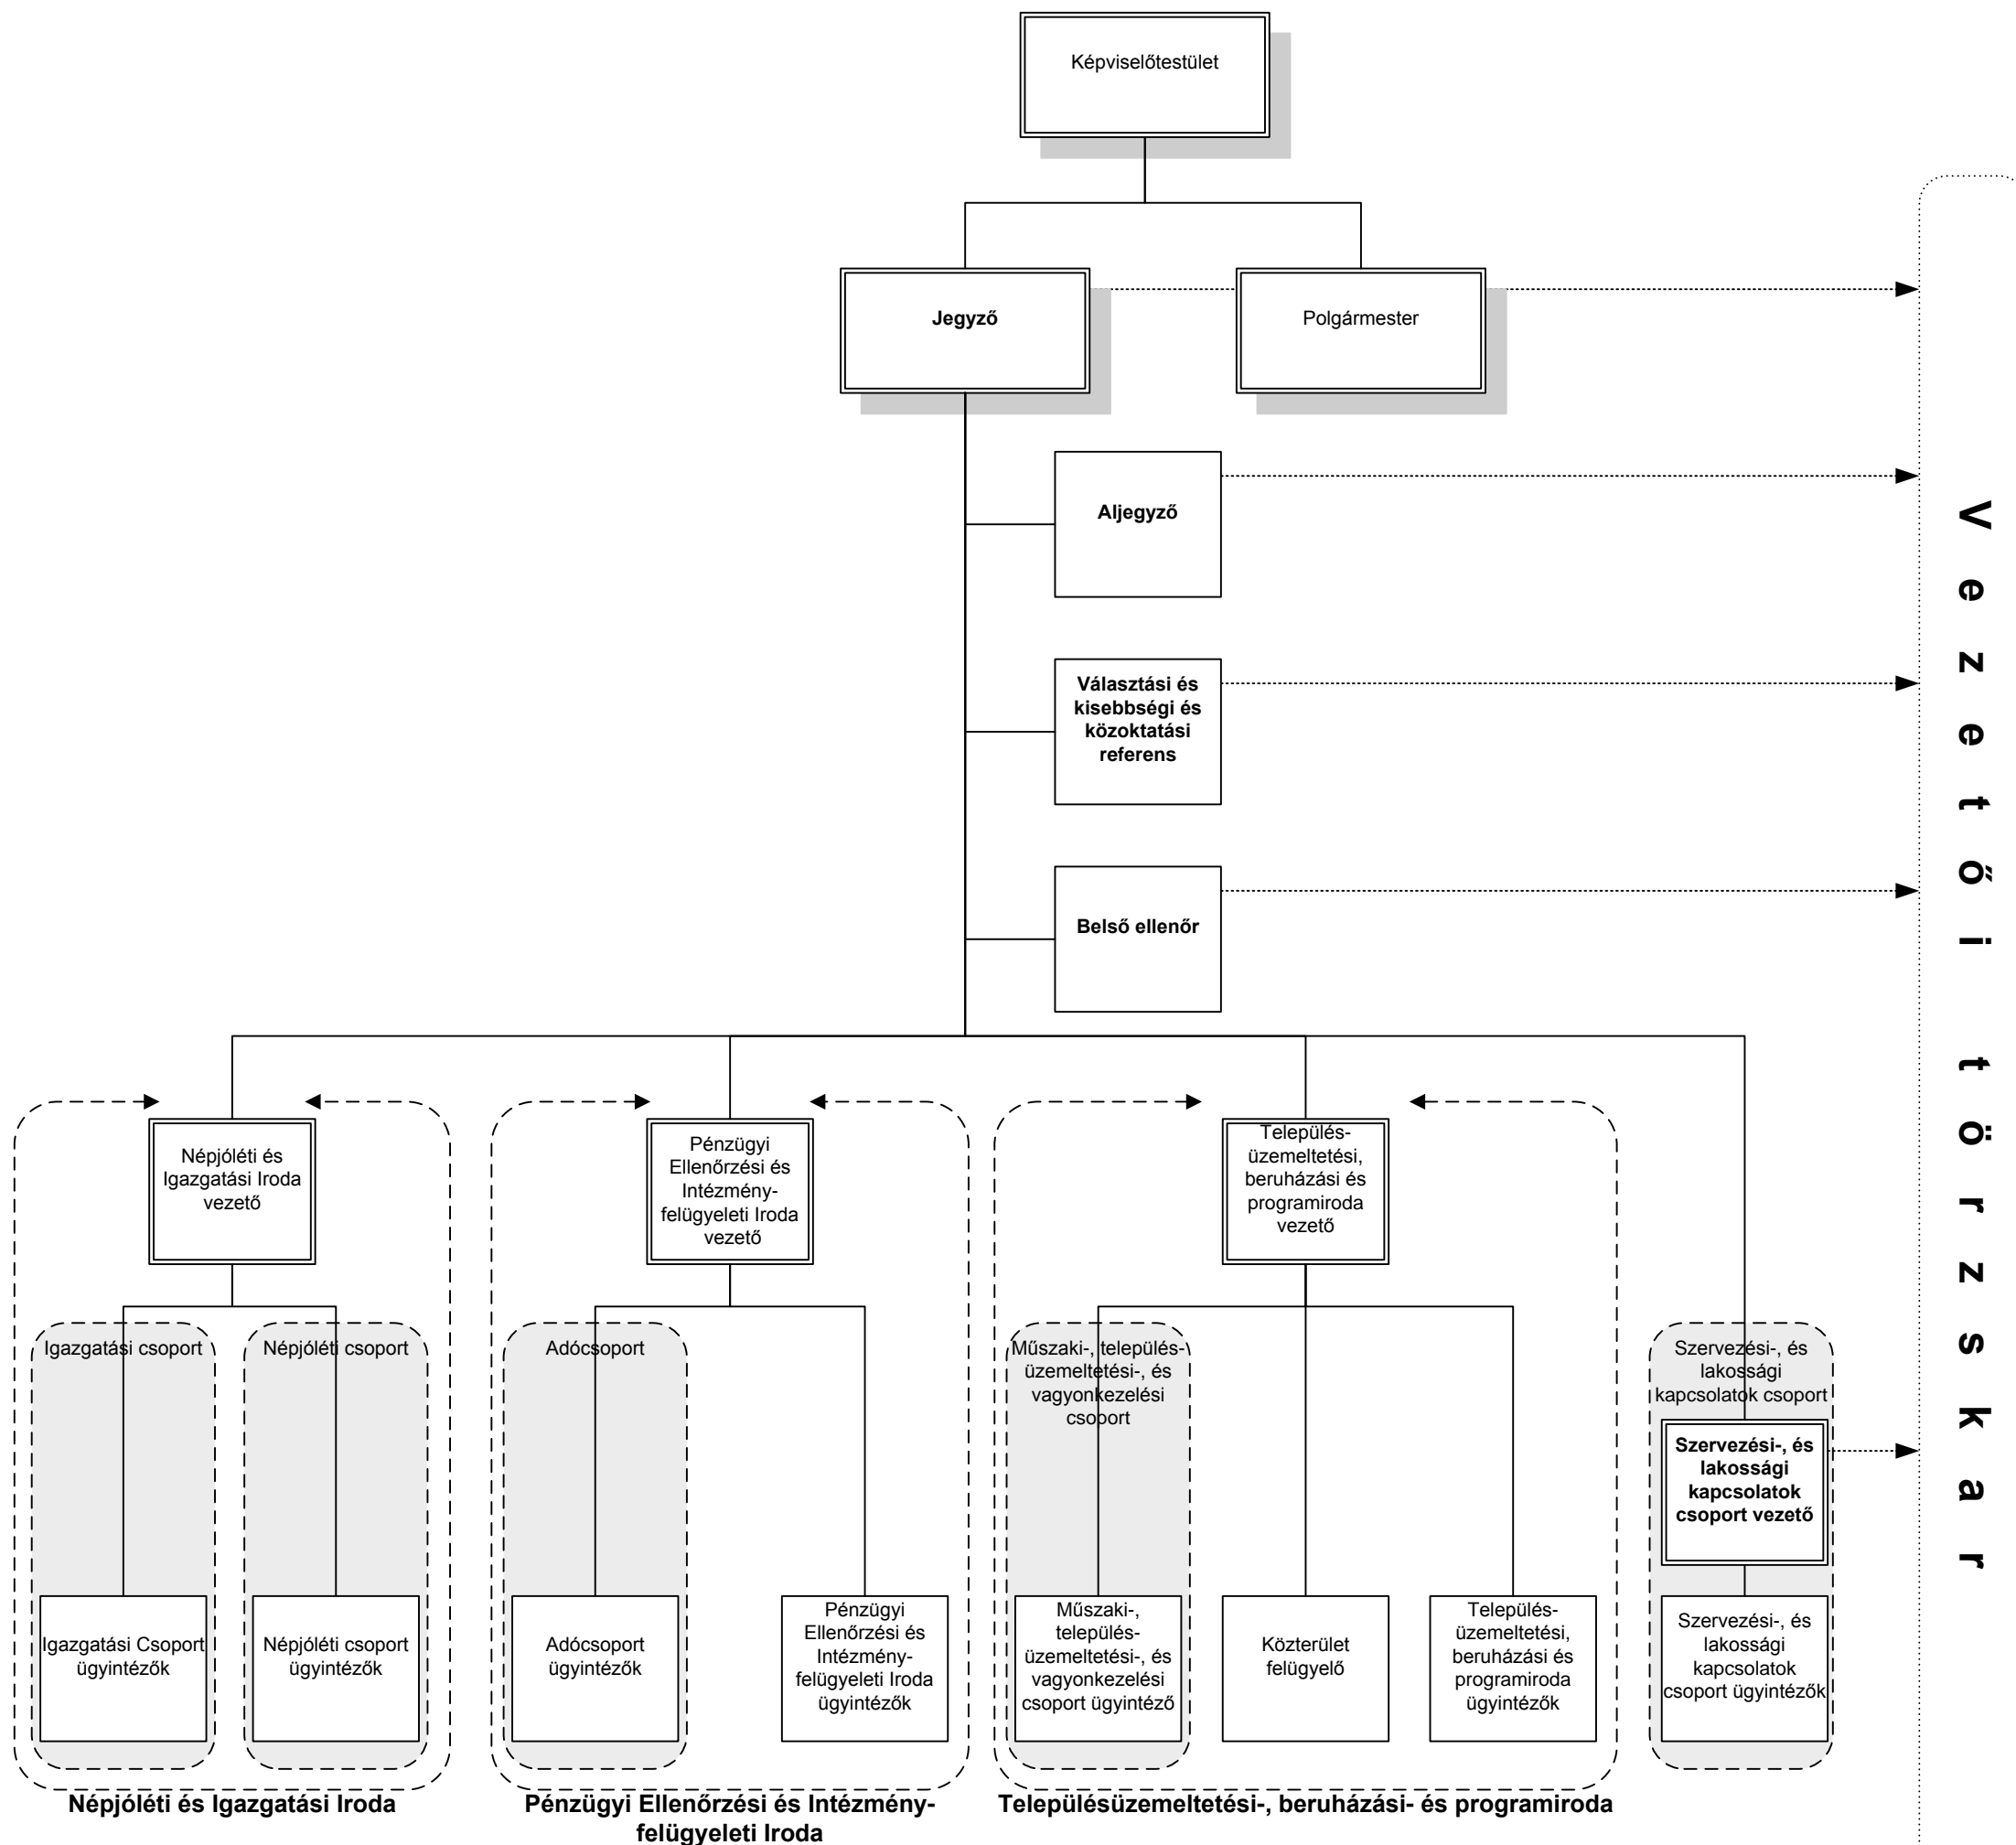 Képviselőtestület
Jegyző
Polgármester
Aljegyző
Választási és
kisebbségi és
közoktatási
referens
Belső ellenőr
Vezetői törzskar
Népjóléti és
Igazgatási Iroda
vezető
Pénzügyi
Ellenőrzési és
Intézmény-
felügyeleti Iroda
vezető
Település-
üzemeltetési,
beruházási és
programiroda
vezető
Igazgatási csoport
Népjóléti csoport
Adócsoport
Műszaki-, település-
üzemeltetési-, és
vagyonkezelési
csoport
Szervezési-, és
lakossági
kapcsolatok csoport
Szervezési-, és
lakossági
kapcsolatok
csoport vezető
Igazgatási Csoport
ügyintézők
Népjóléti csoport
ügyintézők
Adócsoport
ügyintézők
Pénzügyi
Ellenőrzési és
Intézmény-
felügyeleti Iroda
ügyintézők
Műszaki-,
település-
üzemeltetési-, és
vagyonkezelési
csoport ügyintéző
Közterület
felügyelő
Település-
üzemeltetési,
beruházási és
programiroda
ügyintézők
Szervezési-, és
lakossági
kapcsolatok
csoport ügyintézők
Népjóléti és Igazgatási Iroda
Pénzügyi Ellenőrzési és Intézmény-
felügyeleti Iroda
Településüzemeltetési-, beruházási- és programiroda